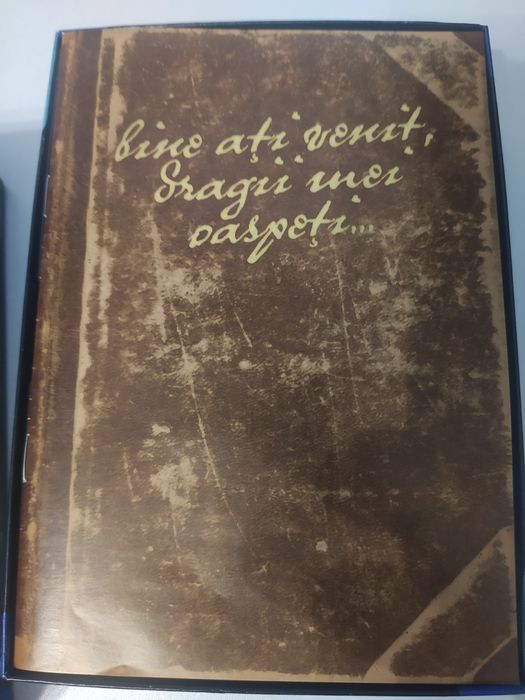 bine ați venit,
dragii mei
oaspeți...